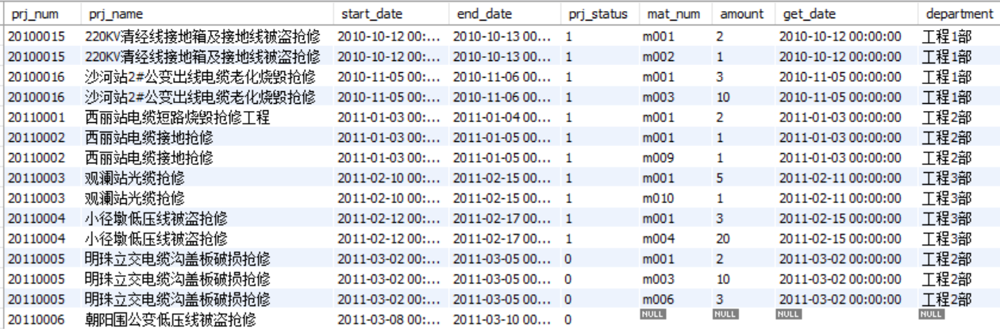 prj_num prj_name start_date end_date prj_status mat_num amount get_date department
20100015 220KV清经线接地箱及接地线被盗抢修 2010-10-12 00:... 2010-10-13 00... 1 m001 2 2010-10-12 00:00:00 工程1部
20100015 220KV清经线接地箱及接地线被盗抢修 2010-10-12 00:... 2010-10-13 00... 1 m002 1 2010-10-12 00:00:00 工程1部
20100016 沙河站2#公变出线电缆老化烧毁抢修 2010-11-05 00:... 2010-11-06 00... 1 m001 3 2010-11-05 00:00:00 工程1部
20100016 沙河站2#公变出线电缆老化烧毁抢修 2010-11-05 00:... 2010-11-06 00... 1 m003 10 2010-11-05 00:00:00 工程1部
20110001 西丽站电缆短路烧毁抢修工程 2011-01-03 00:... 2011-01-04 00... 1 m001 2 2011-01-03 00:00:00 工程2部
20110002 西丽站电缆接地抢修 2011-01-03 00:... 2011-01-05 00... 1 m001 1 2011-01-03 00:00:00 工程2部
20110002 西丽站电缆接地抢修 2011-01-03 00:... 2011-01-05 00... 1 m009 1 2011-01-03 00:00:00 工程2部
20110003 观澜站光缆抢修 2011-02-10 00:... 2011-02-15 00... 1 m001 5 2011-02-11 00:00:00 工程3部
20110003 观澜站光缆抢修 2011-02-10 00:... 2011-02-15 00... 1 m010 1 2011-02-11 00:00:00 工程3部
20110004 小径墩低压线被盗抢修 2011-02-12 00:... 2011-02-17 00... 1 m001 3 2011-02-15 00:00:00 工程3部
20110004 小径墩低压线被盗抢修 2011-02-12 00:... 2011-02-17 00... 1 m004 20 2011-02-15 00:00:00 工程3部
20110005 明珠立交电缆沟盖板破损抢修 2011-03-02 00:... 2011-03-05 00... 0 m001 2 2011-03-02 00:00:00 工程2部
20110005 明珠立交电缆沟盖板破损抢修 2011-03-02 00:... 2011-03-05 00... 0 m003 10 2011-03-02 00:00:00 工程2部
20110005 明珠立交电缆沟盖板破损抢修 2011-03-02 00:... 2011-03-05 00... 0 m006 3 2011-03-02 00:00:00 工程2部
20110006 朝阳围公变低压线被盗抢修 2011-03-08 00:... 2011-03-10 00... 0 NULL NULL NULL NULL